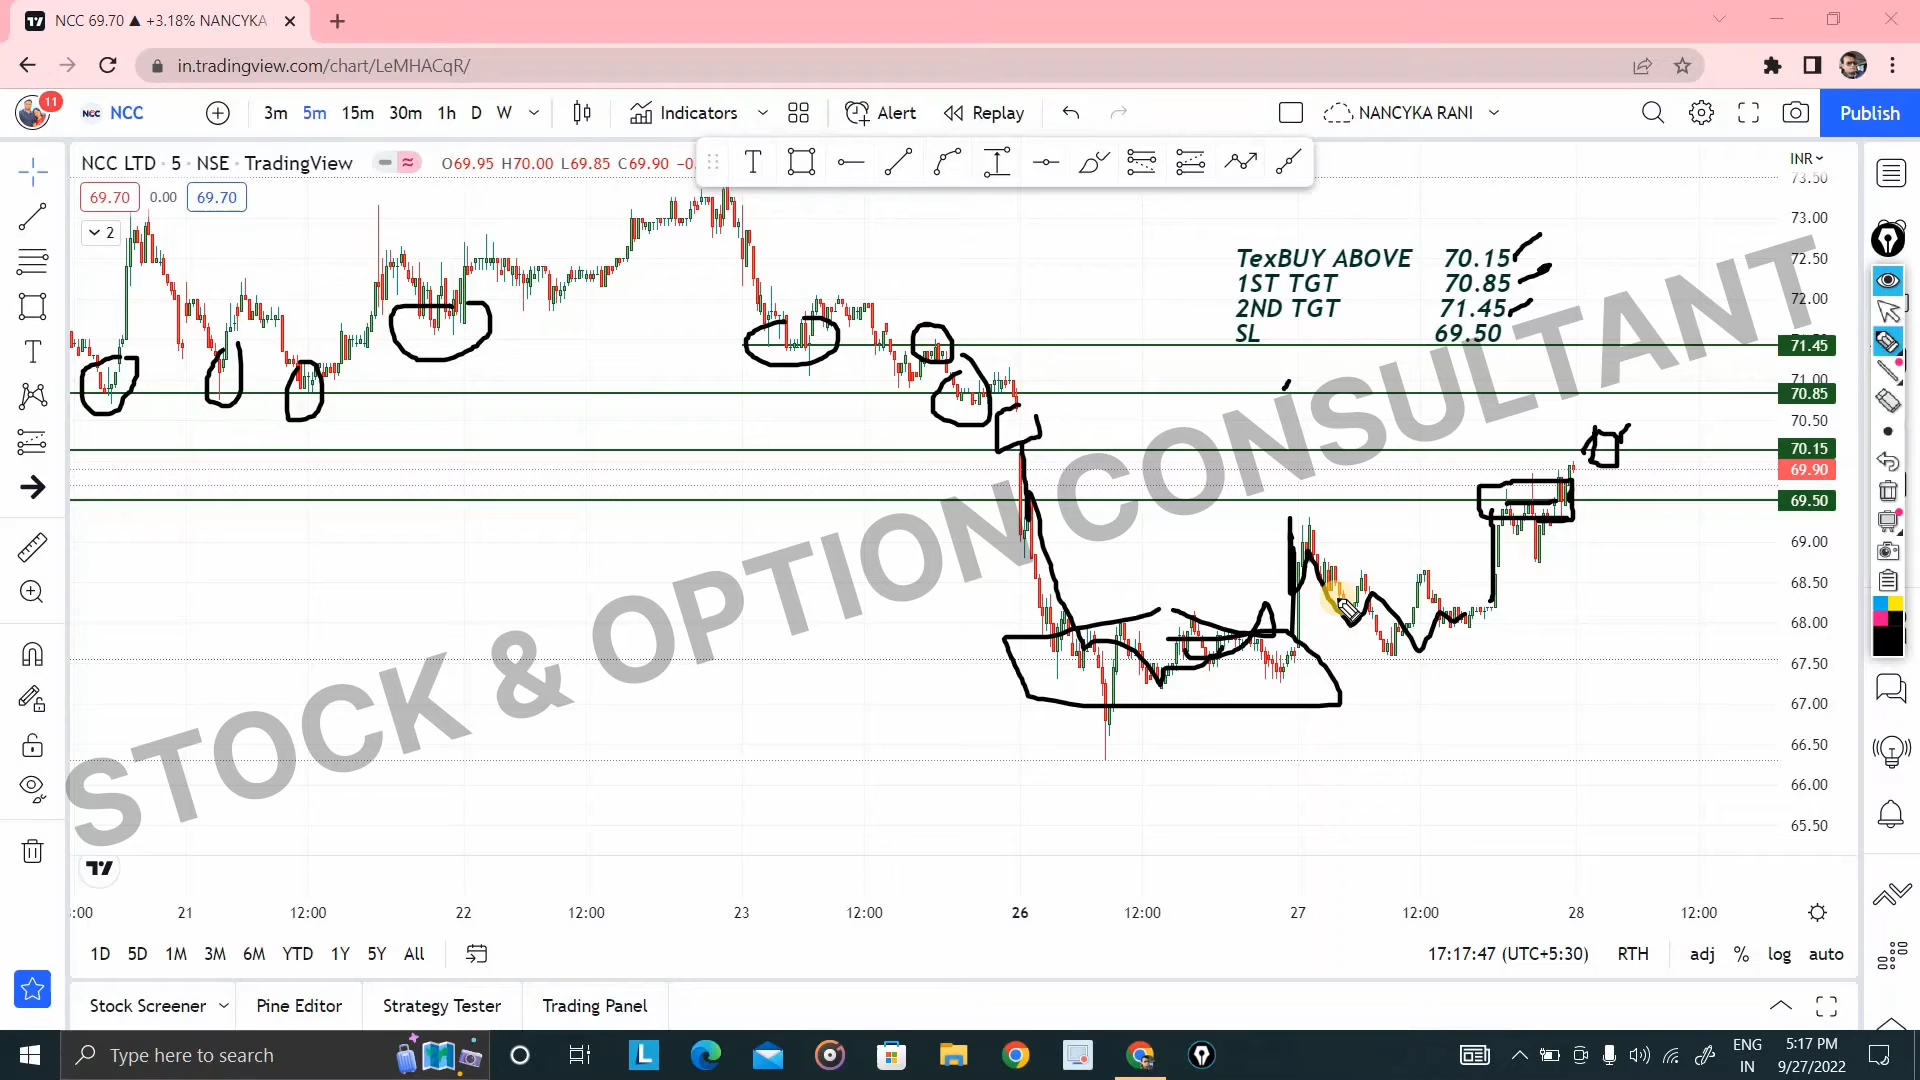 NCC 69.70 ▲ +3.18% NANCYKA
in.tradingview.com/chart/LeMHACqR/
11 NCC NCC 3m 5m 15m 30m 1h D W Indicators Alert Replay NANCYKA RANI Publish
NCC LTD · 5 · NSE · TradingView O69.95 H70.00 L69.85 C69.90 INR
69.70 0.00 69.70
2
TexBUY ABOVE 70.15
1ST TGT 70.85
2ND TGT 71.45
SL 69.50
STOCK & OPTION CONSULTANT
73.50
73.00
72.50
72.00
71.45
71.00
70.85
70.50
70.15
69.90
69.50
69.00
68.50
68.00
67.50
67.00
66.50
66.00
65.50
:00 21 12:00 22 12:00 23 12:00 26 12:00 27 12:00 28 12:00
1D 5D 1M 3M 6M YTD 1Y 5Y All 17:17:47 (UTC+5:30) RTH adj % log auto
Stock Screener Pine Editor Strategy Tester Trading Panel
Type here to search
L
ENG
IN
5:17 PM
9/27/2022